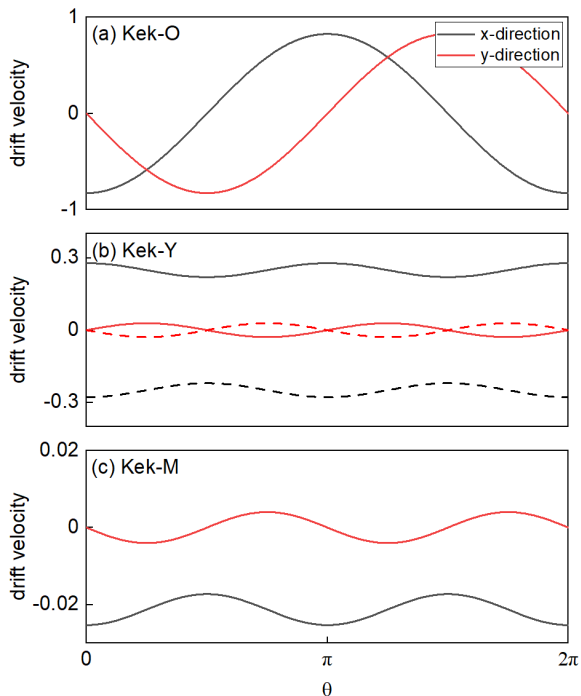 (a) Kek-O
x-direction
y-direction
1
0
-1
drift velocity
(b) Kek-Y
0.3
0
-0.3
drift velocity
(c) Kek-M
0.02
0
-0.02
drift velocity
0
π
2π
θ